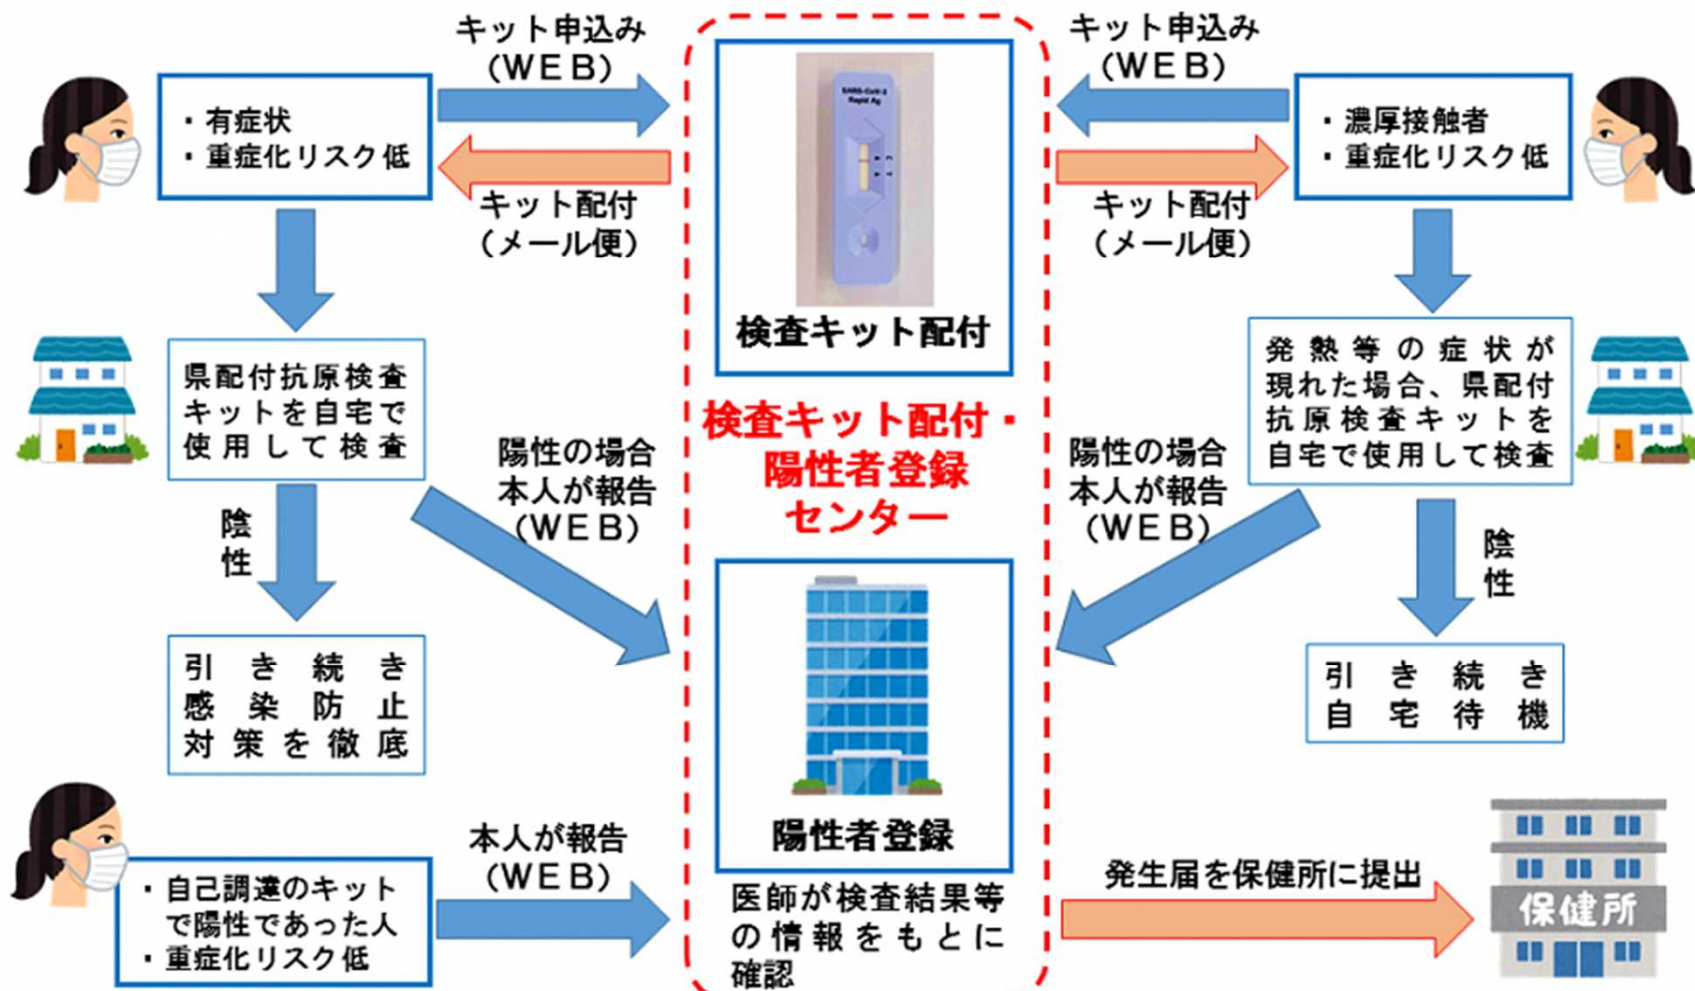 キット申込み
(WEB)
・有症状
・重症化リスク低
キット配付
(メール便)
県配付抗原検査
キットを自宅で
使用して検査
陰
性
陽性の場合
本人が報告
(WEB)
引き続き
感染防止
対策を徹底
・自己調達のキット
で陽性であった人
・重症化リスク低
本人が報告
(WEB)
SARS-CoV-2
Rapid Ag
検査キット配付
検査キット配付・
陽性者登録
センター
陽性者登録
医師が検査結果等
の情報をもとに
確認
キット申込み
(WEB)
・濃厚接触者
・重症化リスク低
キット配付
(メール便)
発熱等の症状が
現れた場合、県配付
抗原検査キットを
自宅で使用して検査
陽性の場合
本人が報告
(WEB)
陰
性
引き続き
自宅待機
発生届を保健所に提出
保健所